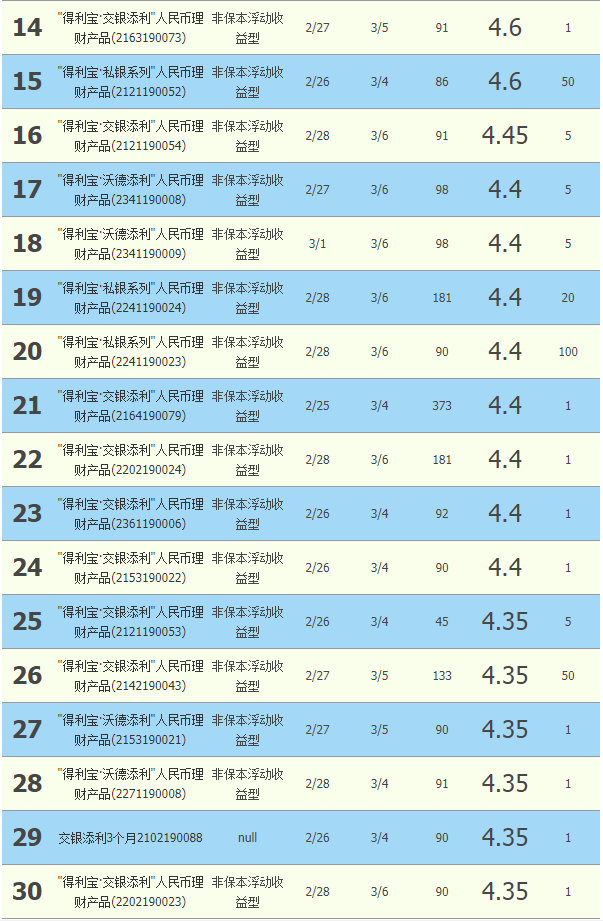 14 "得利宝·交银添利"人民币理 非保本浮动收 2/27 3/5 91 4.6 1
财产品(2163190073) 益型
15 "得利宝·私银系列"人民币理 非保本浮动收 2/26 3/4 86 4.6 50
财产品(2121190052) 益型
16 "得利宝·交银添利"人民币理 非保本浮动收 2/28 3/6 91 4.45 5
财产品(2121190054) 益型
17 "得利宝·沃德添利"人民币理 非保本浮动收 2/27 3/6 98 4.4 5
财产品(2341190008) 益型
18 "得利宝·沃德添利"人民币理 非保本浮动收 3/1 3/6 98 4.4 5
财产品(2341190009) 益型
19 "得利宝·私银系列"人民币理 非保本浮动收 2/28 3/6 181 4.4 20
财产品(2241190024) 益型
20 "得利宝·私银系列"人民币理 非保本浮动收 2/28 3/6 90 4.4 100
财产品(2241190023) 益型
21 "得利宝·交银添利"人民币理 非保本浮动收 2/25 3/4 373 4.4 1
财产品(2164190079) 益型
22 "得利宝·交银添利"人民币理 非保本浮动收 2/28 3/6 181 4.4 1
财产品(2202190024) 益型
23 "得利宝·交银添利"人民币理 非保本浮动收 2/26 3/4 92 4.4 1
财产品(2361190006) 益型
24 "得利宝·交银添利"人民币理 非保本浮动收 2/26 3/4 90 4.4 1
财产品(2153190022) 益型
25 "得利宝·交银添利"人民币理 非保本浮动收 2/26 3/4 45 4.35 5
财产品(2121190053) 益型
26 "得利宝·交银添利"人民币理 非保本浮动收 2/27 3/5 133 4.35 50
财产品(2142190043) 益型
27 "得利宝·沃德添利"人民币理 非保本浮动收 2/27 3/5 90 4.35 1
财产品(2153190021) 益型
28 "得利宝·沃德添利"人民币理 非保本浮动收 2/28 3/4 91 4.35 1
财产品(2271190008) 益型
29 交银添利3个月2102190088 null 2/26 3/4 90 4.35 1
30 "得利宝·交银添利"人民币理 非保本浮动收 2/28 3/6 90 4.35 1
财产品(2202190023) 益型